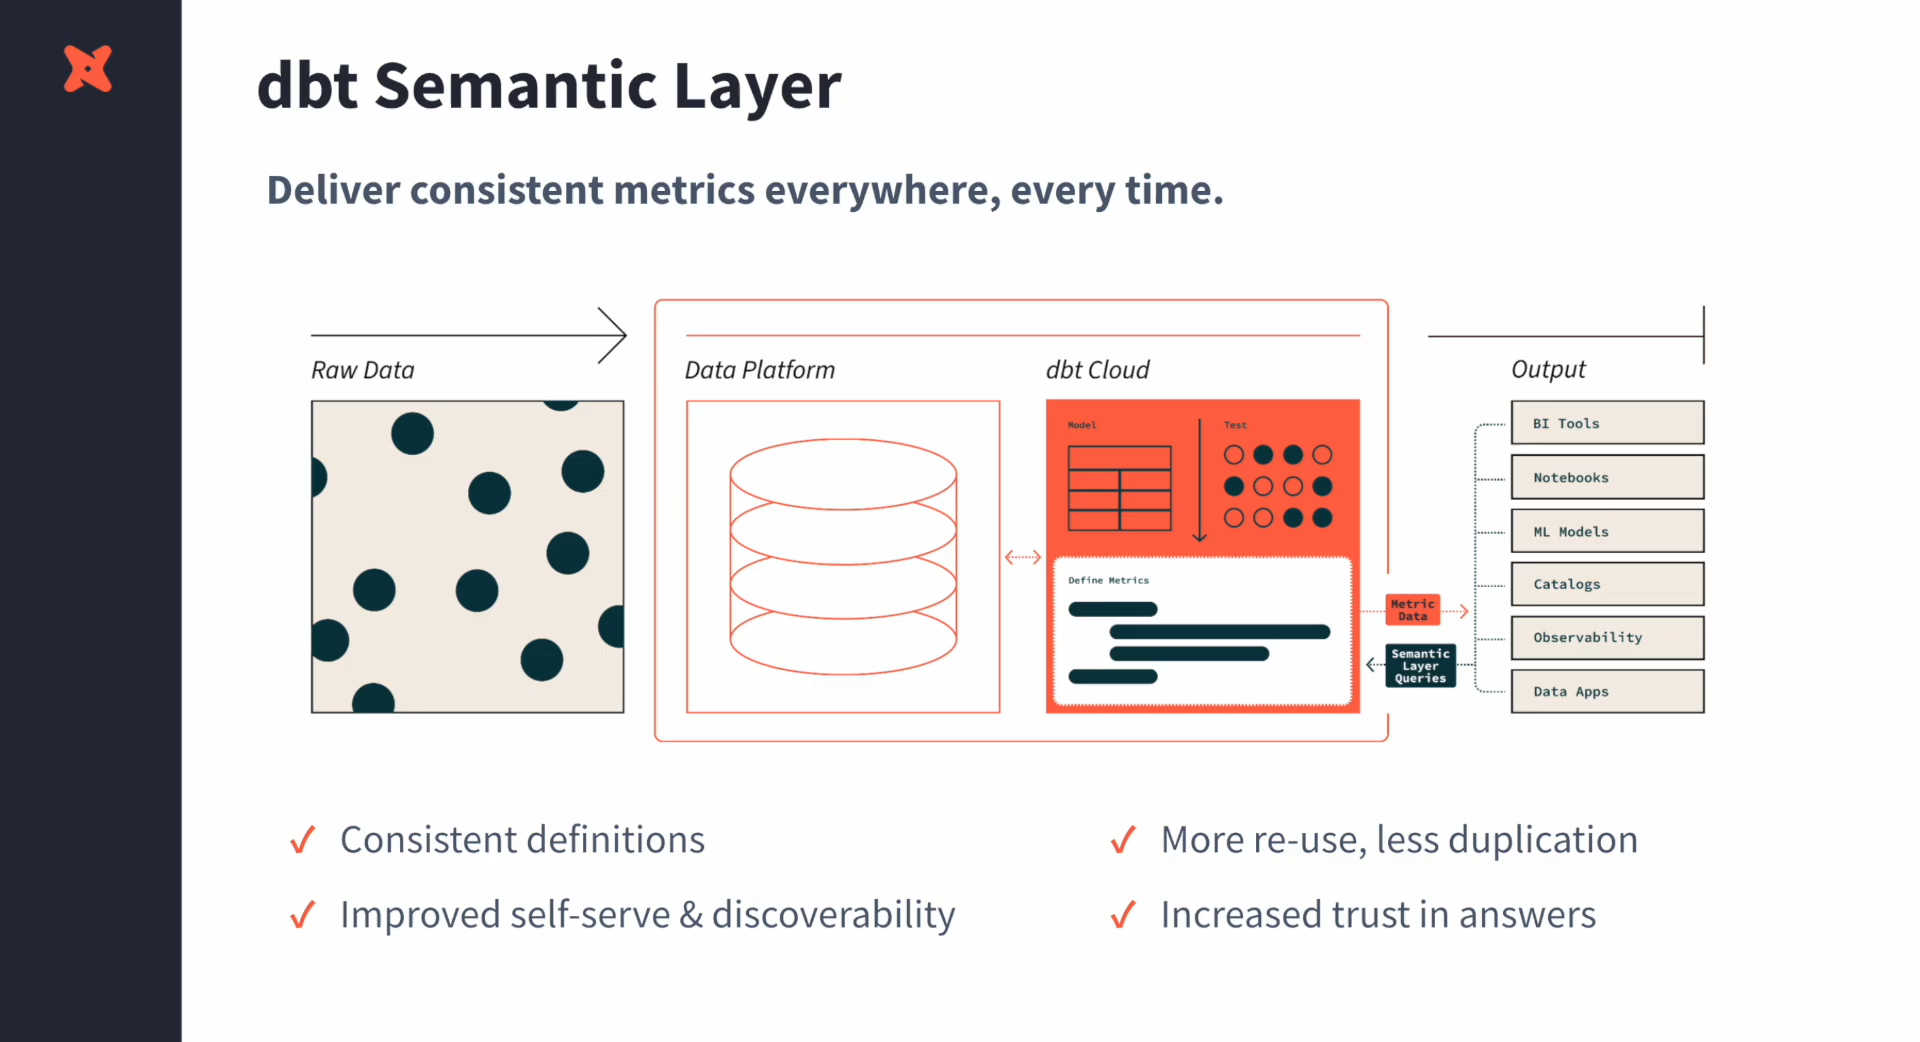 dbt Semantic Layer
Deliver consistent metrics everywhere, every time.
Raw Data
Data Platform
dbt Cloud
Output
Model
Test
Define Metrics
Metric
Data
Semantic
Layer
Queries
BI Tools
Notebooks
ML Models
Catalogs
Observability
Data Apps
✓ Consistent definitions
✓ Improved self-serve & discoverability
✓ More re-use, less duplication
✓ Increased trust in answers